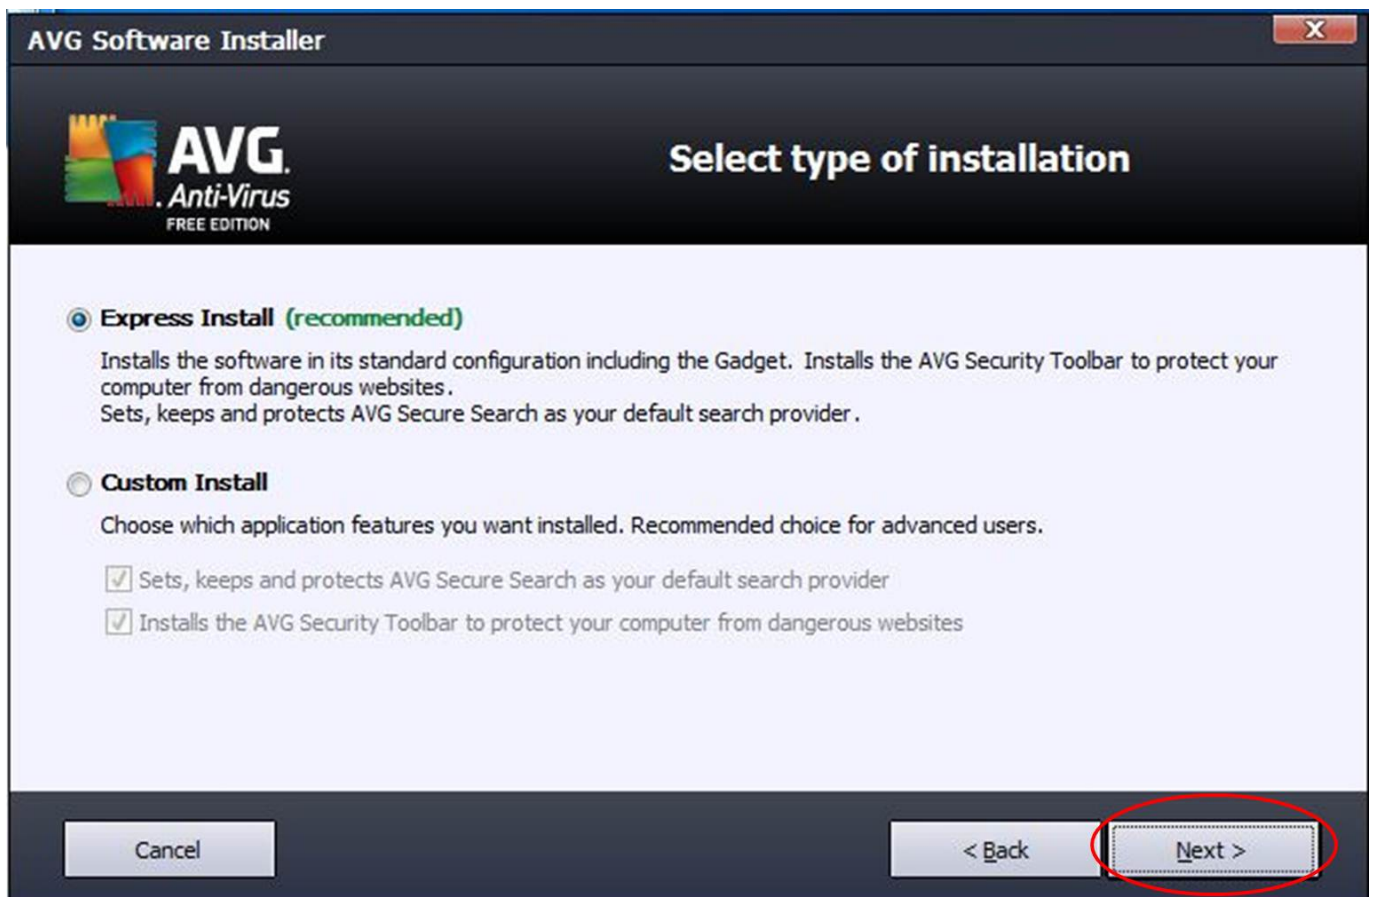 AVG Software Installer
X
AVG.
Anti-Virus
FREE EDITION
Select type of installation
Express Install (recommended)
Installs the software in its standard configuration including the Gadget. Installs the AVG Security Toolbar to protect your
computer from dangerous websites.
Sets, keeps and protects AVG Secure Search as your default search provider.
Custom Install
Choose which application features you want installed. Recommended choice for advanced users.
Sets, keeps and protects AVG Secure Search as your default search provider
Installs the AVG Security Toolbar to protect your computer from dangerous websites
Cancel
< Back
Next >